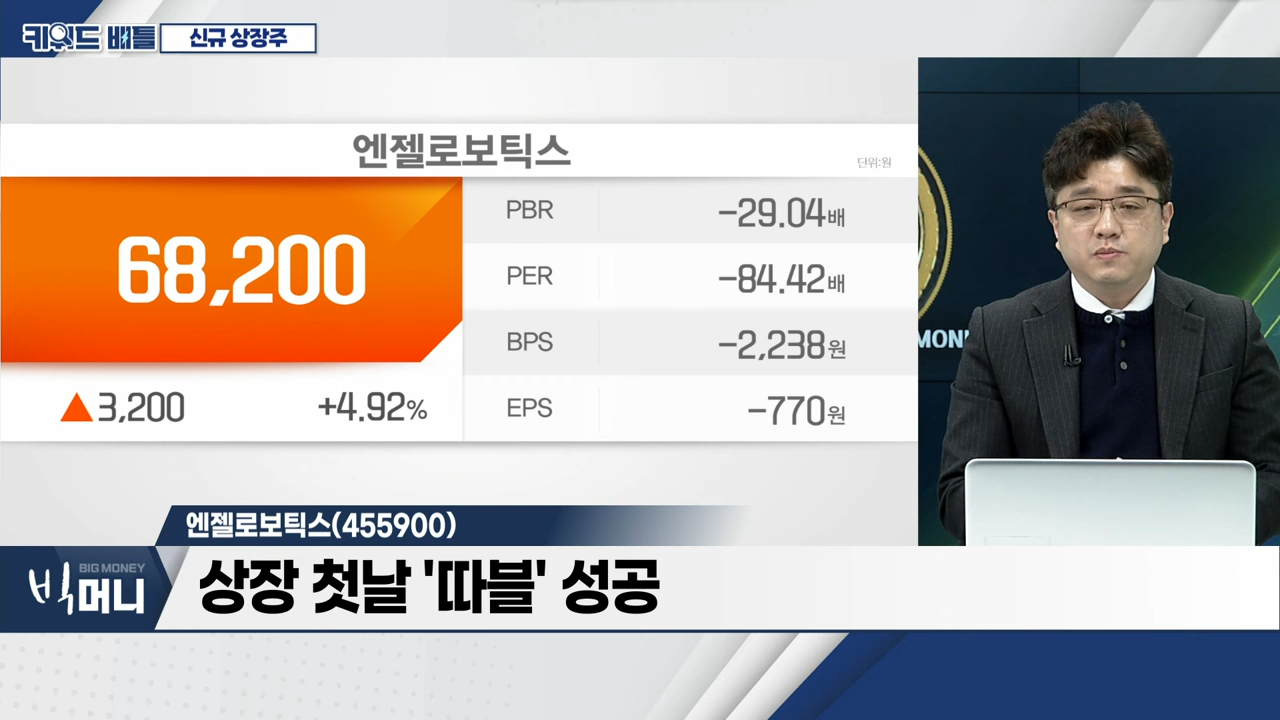 키워드 배틀
신규 상장주
엔젤로보틱스
단위:원
68,200
▲3,200 +4.92%
PBR -29.04배
PER -84.42배
BPS -2,238원
EPS -770원
MON
엔젤로보틱스(455900)
BIG MONEY
빅머니
상장 첫날 '따블' 성공